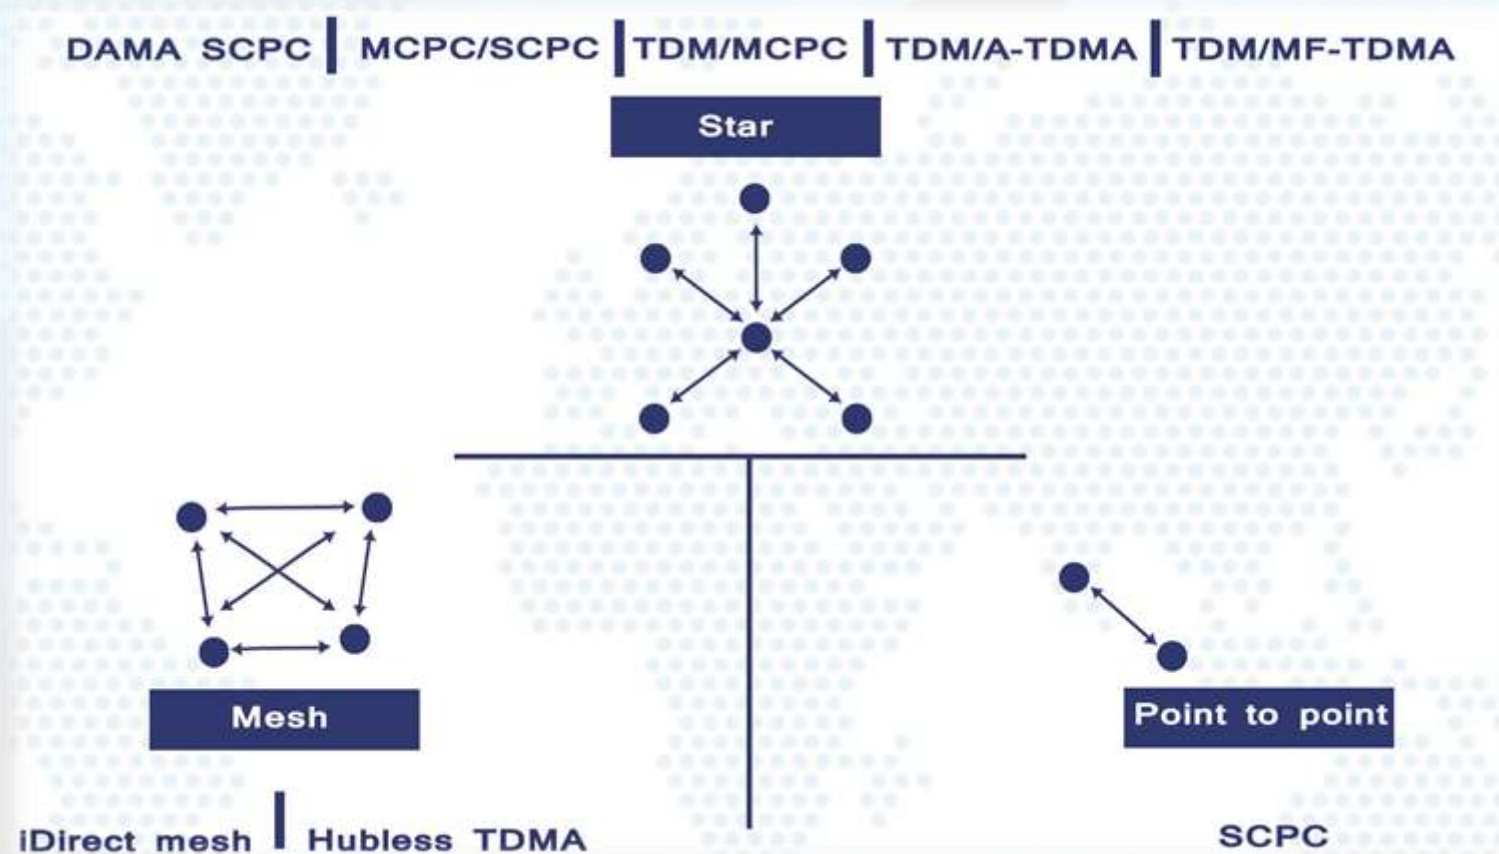 DAMA SCPC | MCPC/SCPC | TDM/MCPC | TDM/A-TDMA | TDM/MF-TDMA
Star
Mesh
Point to point
iDirect mesh | Hubless TDMA
SCPC